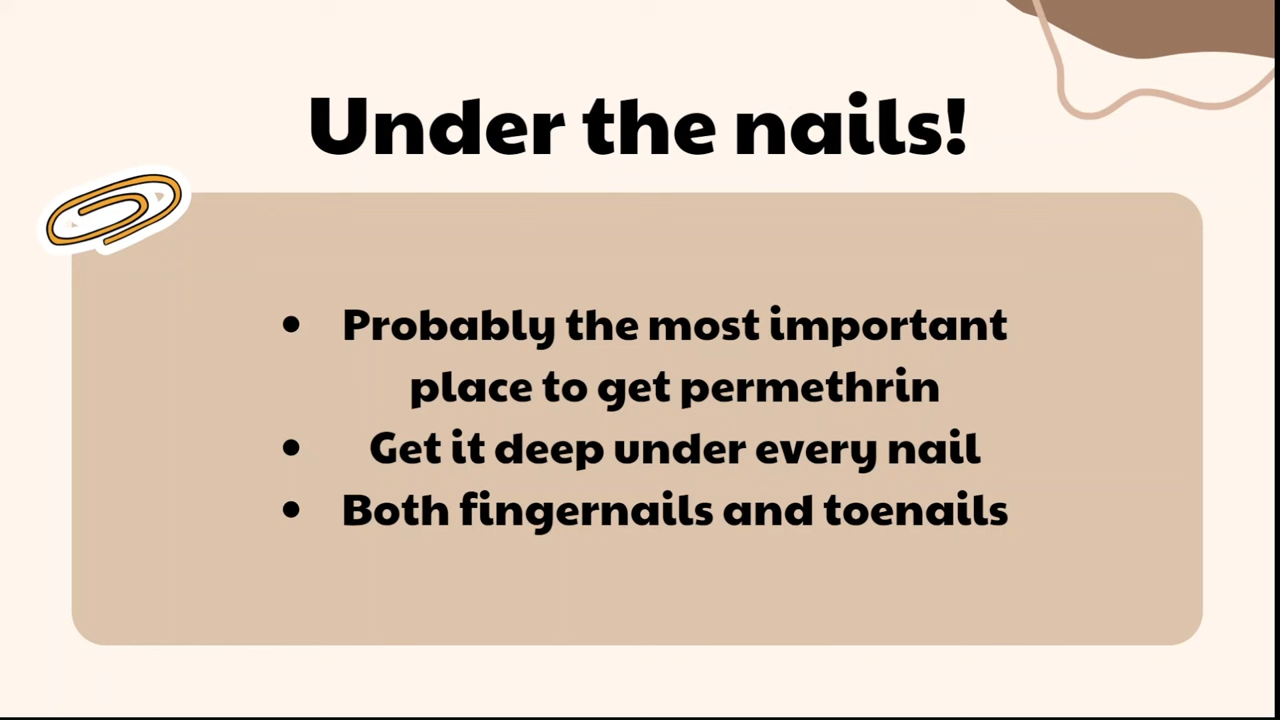 Under the nails!
• Probably the most important
place to get permethrin
• Get it deep under every nail
• Both fingernails and toenails